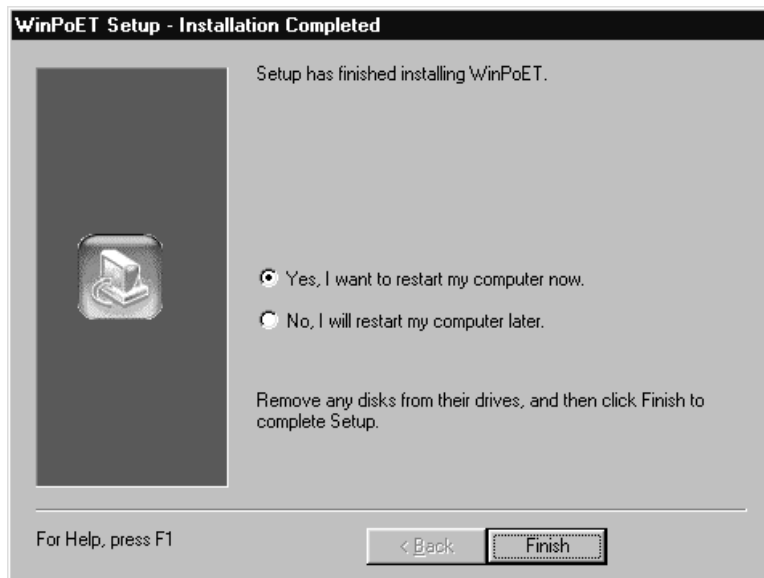 WinPoET Setup - Installation Completed
Setup has finished installing WinPoET.
Yes, I want to restart my computer now.
No, I will restart my computer later.
Remove any disks from their drives, and then click Finish to
complete Setup.
For Help, press F1
< Back
Finish